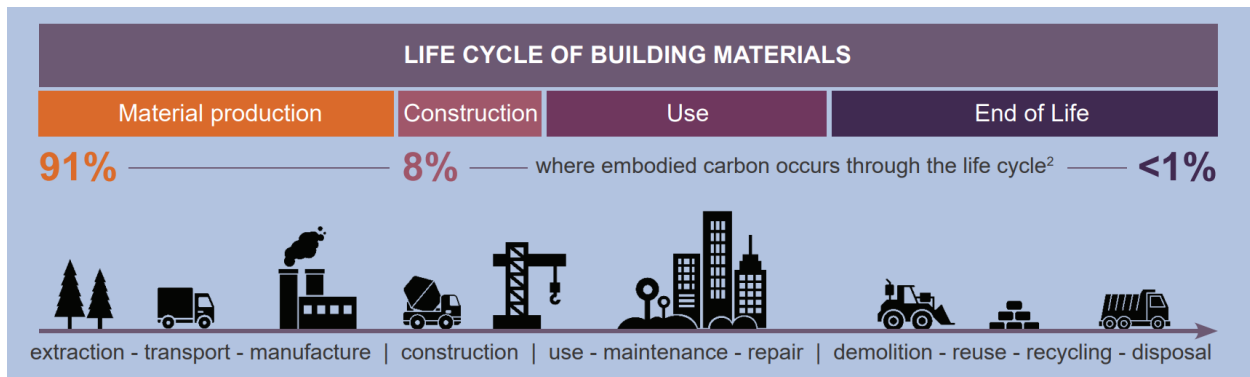 LIFE CYCLE OF BUILDING MATERIALS
Material production Construction Use End of Life
91% 8% where embodied carbon occurs through the life cycle² <1%
extraction - transport - manufacture | construction | use - maintenance - repair | demolition - reuse - recycling - disposal